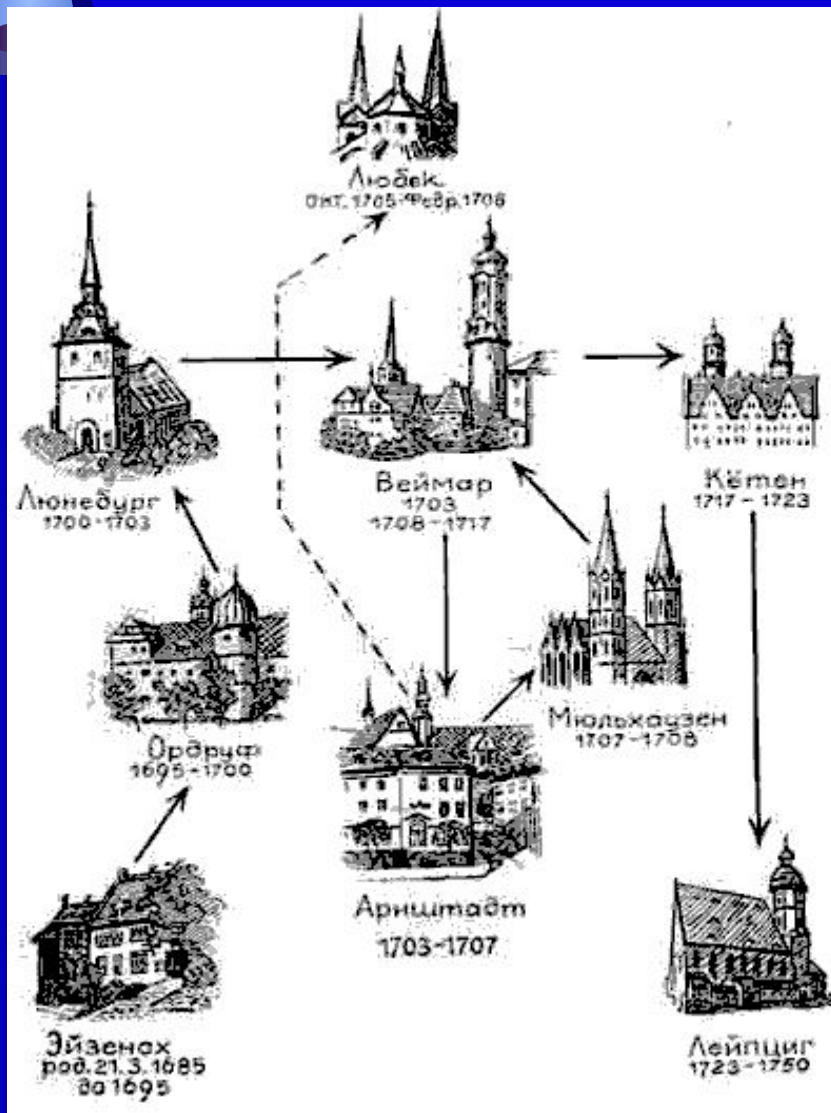 Любек
окт. 1705-Февр. 1706
Люнебург
1700-1703
Веймар
1703
1708-1717
Кётен
1717-1723
Ордруф
1695-1700
Мюльхаузен
1707-1708
Арнштадт
1703-1707
Эйзенах
род. 21.3.1685
до 1695
Лейпциг
1723-1750